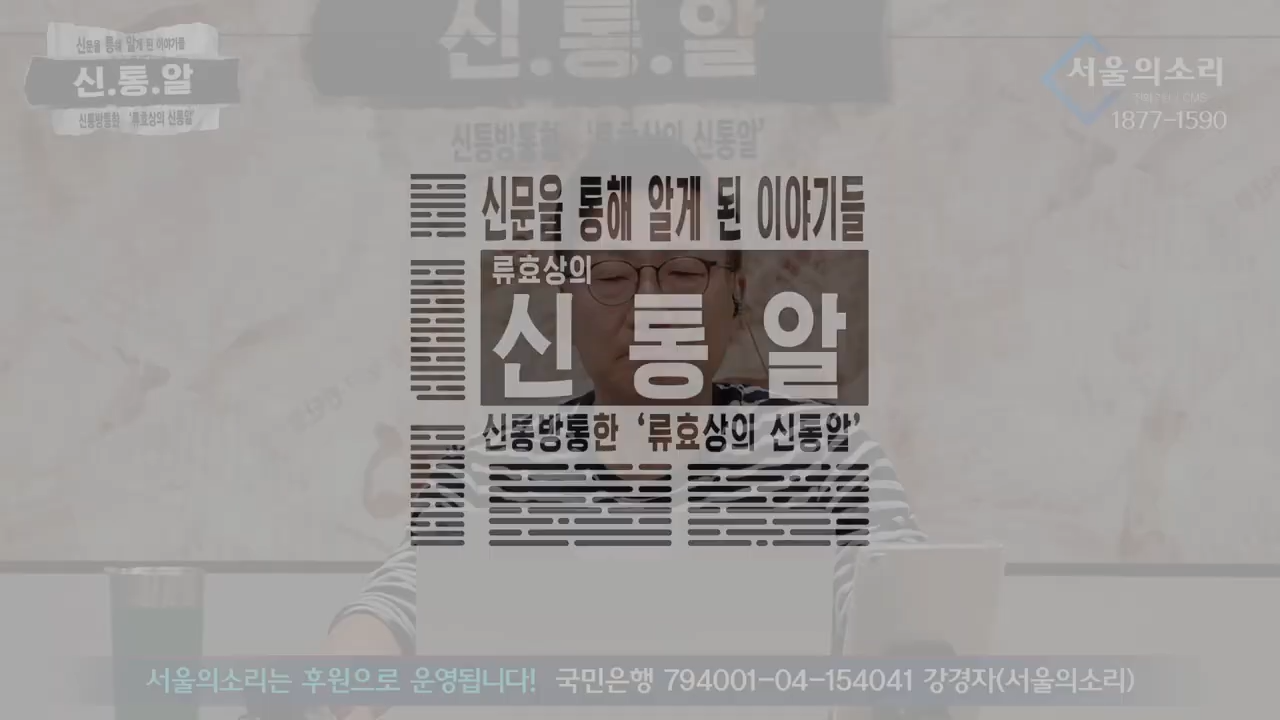 신문을 통해 알게 된 이야기들
신.통.알
신통방통한 '류효상의 신통알'
신.통.알
신통방통한 '류효상의 신통알'
서울의소리
1877-1590
신문을 통해 알게 된 이야기들
류효상의
신통알
신통방통한 '류효상의 신통알'
서울의소리는 후원으로 운영됩니다! 국민은행 794001-04-154041 강경자(서울의소리)